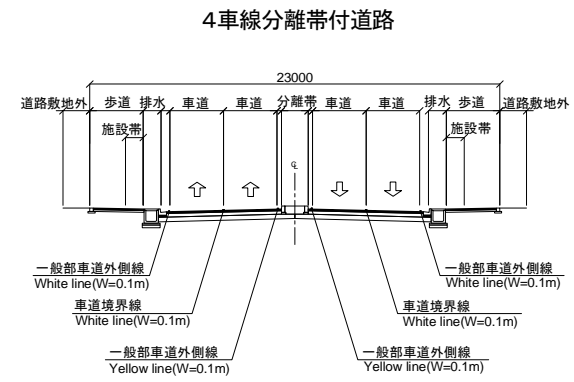 4車線分離帯付道路
23000
道路敷地外 歩道 排水 車道 車道 分離帯 車道 車道 排水 歩道 道路敷地外
施設帯 施設帯
℄
一般部車道外側線 一般部車道外側線
White line(W=0.1m) White line(W=0.1m)
車道境界線 車道境界線
White line(W=0.1m) White line(W=0.1m)
一般部車道外側線 一般部車道外側線
Yellow line(W=0.1m) Yellow line(W=0.1m)